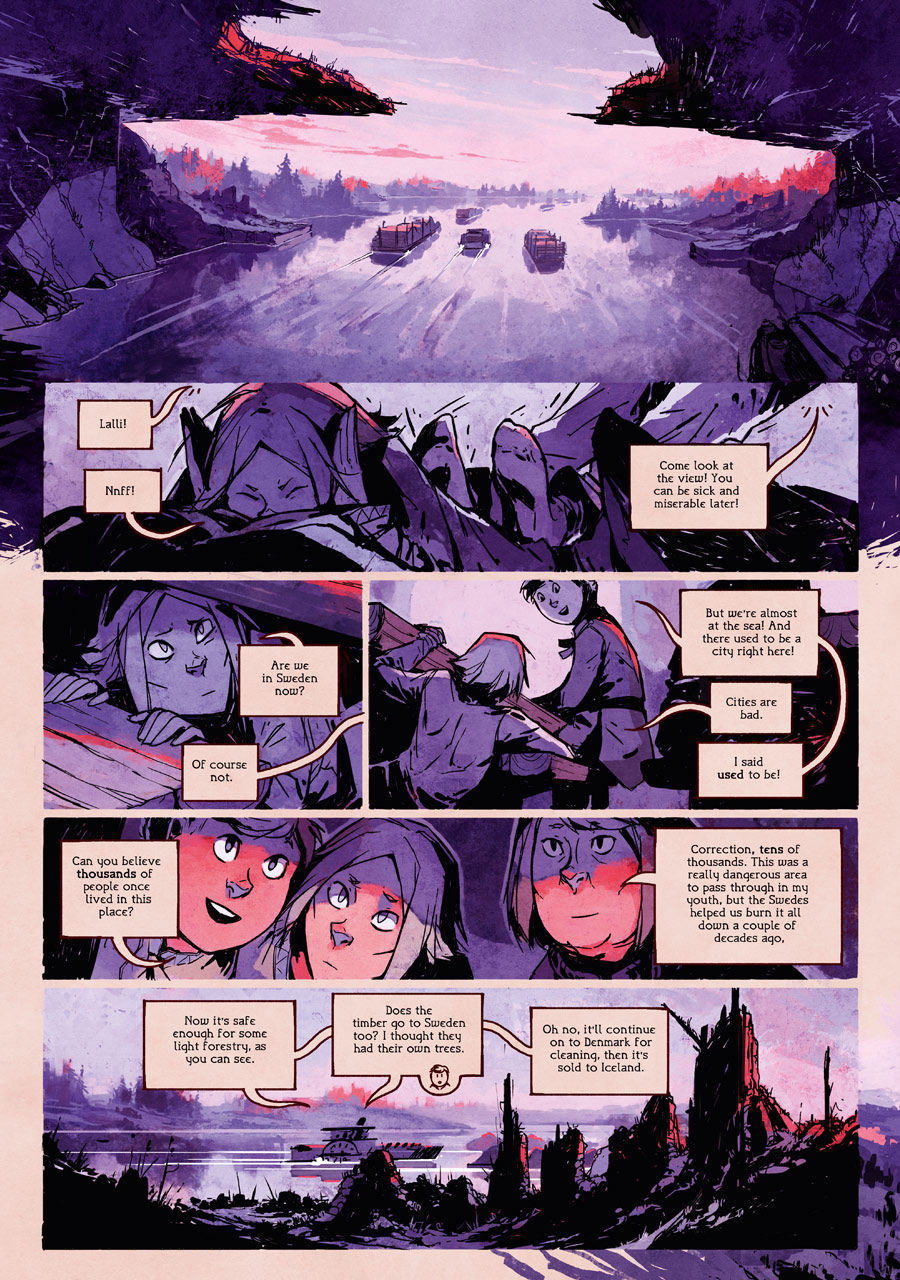 Lalli!
Nnff!
Come look at
the view! You
can be sick and
miserable later!
Are we
in Sweden
now?
Of course
not.
But we're almost
at the sea! And
there used to be a
city right here!
Cities are
bad.
I said
used to be!
Can you believe
thousands of
people once
lived in this
place?
Correction, tens of
thousands. This was a
really dangerous area
to pass through in my
youth, but the Swedes
helped us burn it all
down a couple of
decades ago,
Now it's safe
enough for some
light forestry, as
you can see.
Does the
timber go to Sweden
too? I thought they
had their own trees.
Oh no, it'll continue
on to Denmark for
cleaning, then it's
sold to Iceland.